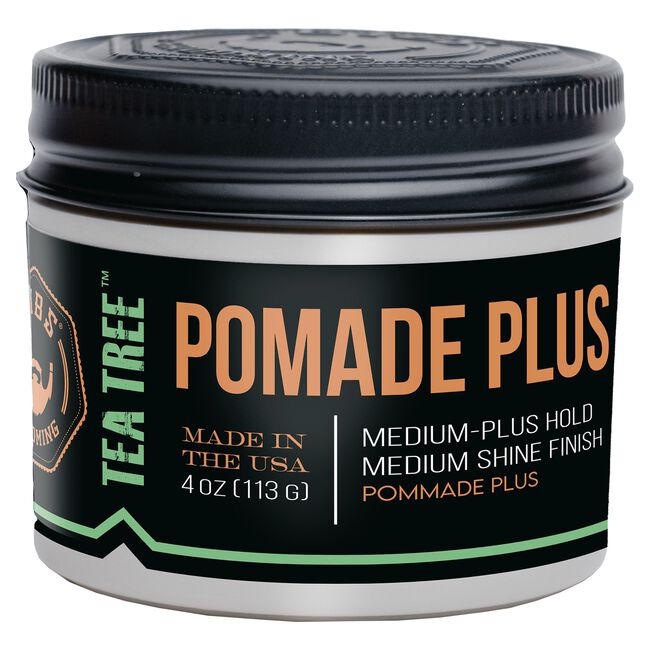 TEA TREE™
POMADE PLUS
MADE IN
THE USA
4 OZ (113 G)
MEDIUM-PLUS HOLD
MEDIUM SHINE FINISH
POMMADE PLUS